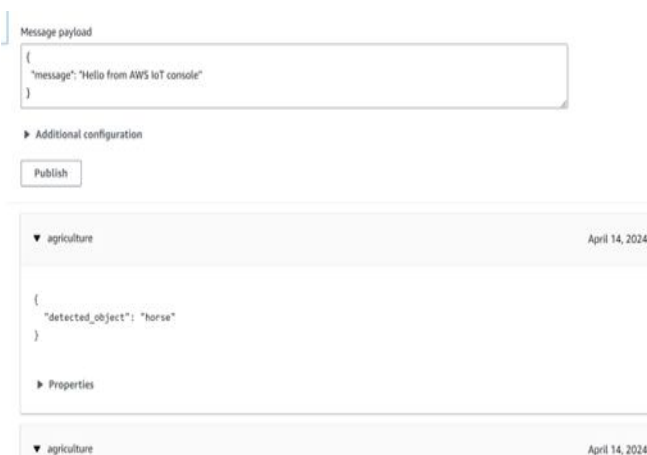 Message payload
{
"message": "Hello from AWS IoT console"
}
Additional configuration
Publish
agriculture
April 14, 2024
{
"detected_object": "horse"
}
Properties
agriculture
April 14, 2024